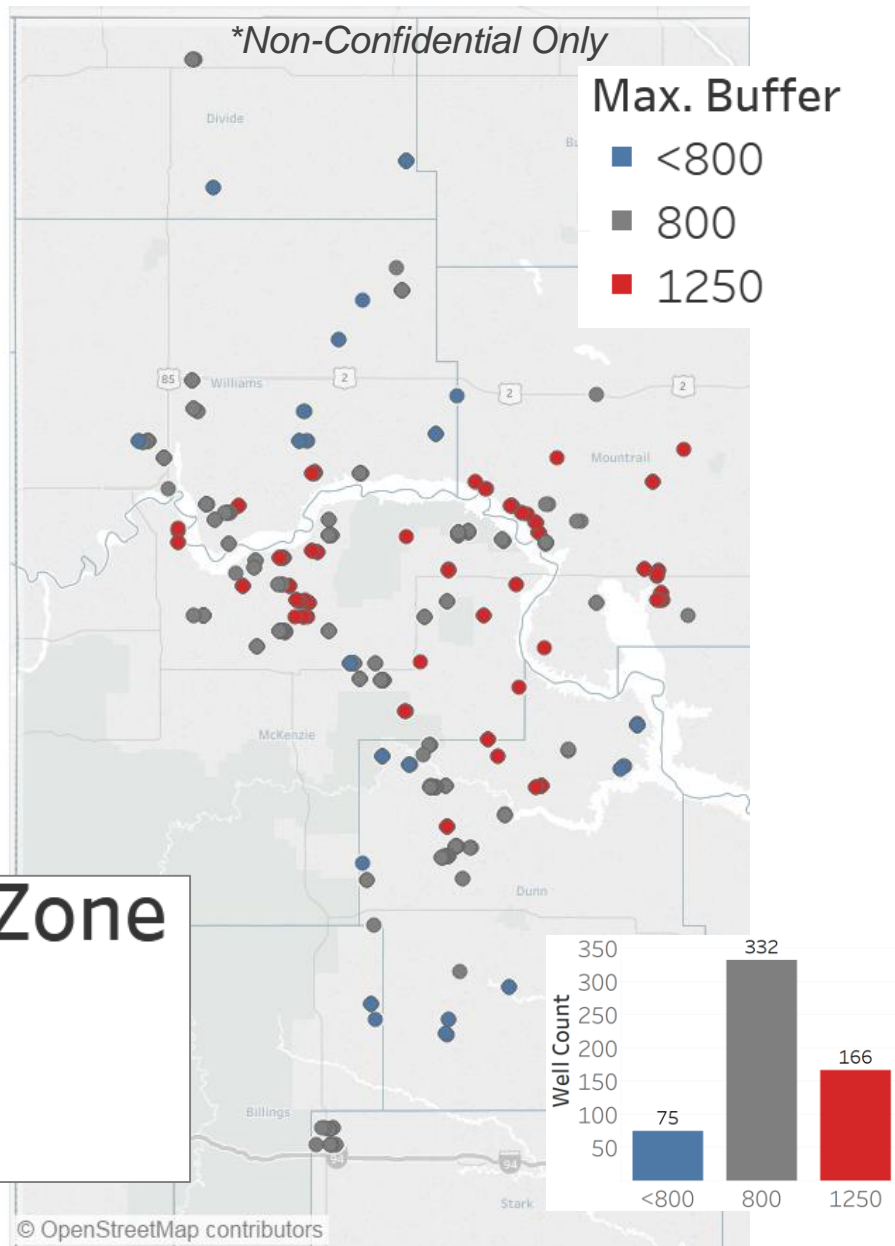 *Non-Confidential Only
Max. Buffer
<800
800
1250
Divide
Bu
85
Williams
2
2
2
Mountrail
McKenzie
Dunn
Zone
Billings
94
94
Stark
Well Count
350
300
250
200
150
100
50
75
332
166
<800
800
1250
© OpenStreetMap contributors